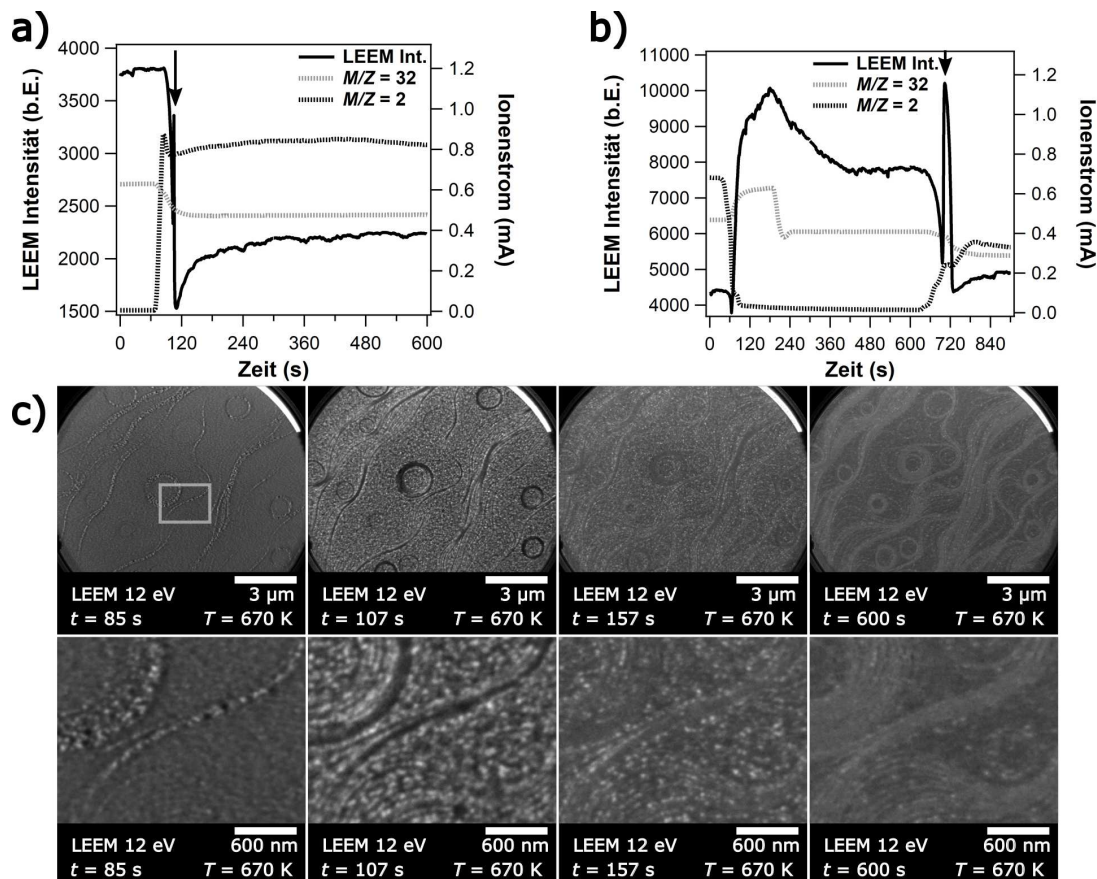 a)
LEEM Intensität (b.E.)
4000
3500
3000
2500
2000
1500
LEEM Int.
M/Z = 32
M/Z = 2
1.2
1.0
0.8
0.6
0.4
0.2
0.0
Ionenstrom (mA)
0 120 240 360 480 600
Zeit (s)
b)
LEEM Intensität (b.E.)
11000
10000
9000
8000
7000
6000
5000
4000
LEEM Int.
M/Z = 32
M/Z = 2
1.2
1.0
0.8
0.6
0.4
0.2
0.0
Ionenstrom (mA)
0 120 240 360 480 600 720 840
Zeit (s)
c)
LEEM 12 eV 3 µm
t = 85 s T = 670 K
LEEM 12 eV 3 µm
t = 107 s T = 670 K
LEEM 12 eV 3 µm
t = 157 s T = 670 K
LEEM 12 eV 3 µm
t = 600 s T = 670 K
LEEM 12 eV 600 nm
t = 85 s T = 670 K
LEEM 12 eV 600 nm
t = 107 s T = 670 K
LEEM 12 eV 600 nm
t = 157 s T = 670 K
LEEM 12 eV 600 nm
t = 600 s T = 670 K